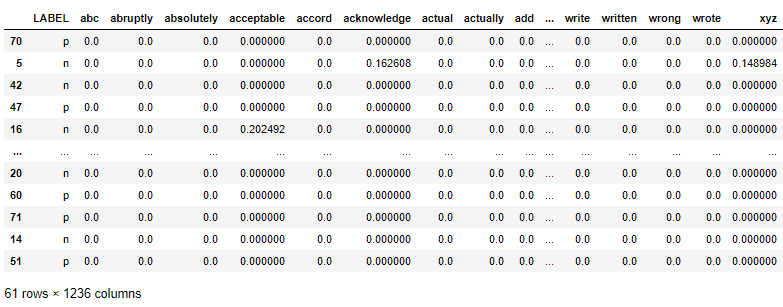 LABEL abc abruptly absolutely acceptable accord acknowledge actual actually add ... write written wrong wrote xyz
70 p 0.0 0.0 0.0 0.000000 0.0 0.000000 0.0 0.0 0.0 ... 0.0 0.0 0.0 0.0 0.000000
5 n 0.0 0.0 0.0 0.000000 0.0 0.162608 0.0 0.0 0.0 ... 0.0 0.0 0.0 0.0 0.148984
42 n 0.0 0.0 0.0 0.000000 0.0 0.000000 0.0 0.0 0.0 ... 0.0 0.0 0.0 0.0 0.000000
47 p 0.0 0.0 0.0 0.000000 0.0 0.000000 0.0 0.0 0.0 ... 0.0 0.0 0.0 0.0 0.000000
16 n 0.0 0.0 0.0 0.202492 0.0 0.000000 0.0 0.0 0.0 ... 0.0 0.0 0.0 0.0 0.000000
... ... ... ... ... ... ... ... ... ... ... ... ... ... ... ... ...
20 n 0.0 0.0 0.0 0.000000 0.0 0.000000 0.0 0.0 0.0 ... 0.0 0.0 0.0 0.0 0.000000
60 p 0.0 0.0 0.0 0.000000 0.0 0.000000 0.0 0.0 0.0 ... 0.0 0.0 0.0 0.0 0.000000
71 p 0.0 0.0 0.0 0.000000 0.0 0.000000 0.0 0.0 0.0 ... 0.0 0.0 0.0 0.0 0.000000
14 n 0.0 0.0 0.0 0.000000 0.0 0.000000 0.0 0.0 0.0 ... 0.0 0.0 0.0 0.0 0.000000
51 p 0.0 0.0 0.0 0.000000 0.0 0.000000 0.0 0.0 0.0 ... 0.0 0.0 0.0 0.0 0.000000
61 rows × 1236 columns